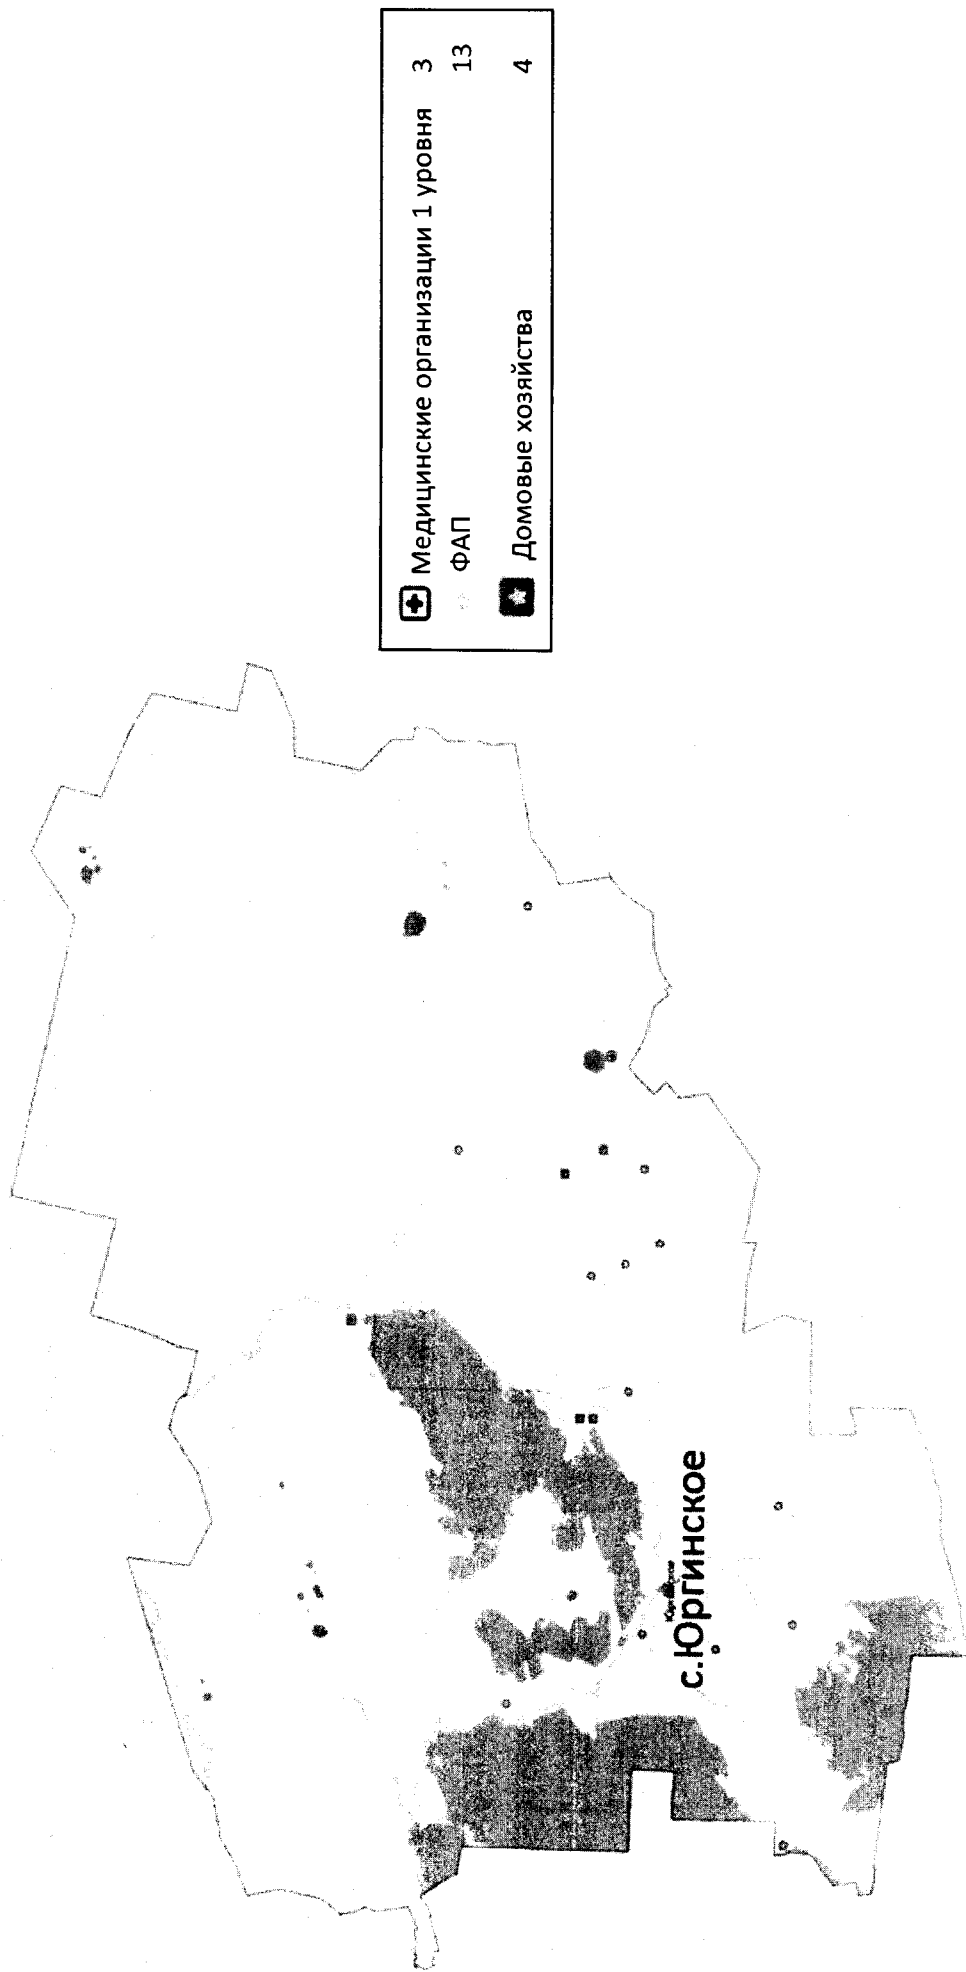 Медицинские организации 1 уровня 3
ФАП 13
Домовые хозяйства 4
с.Юргинское